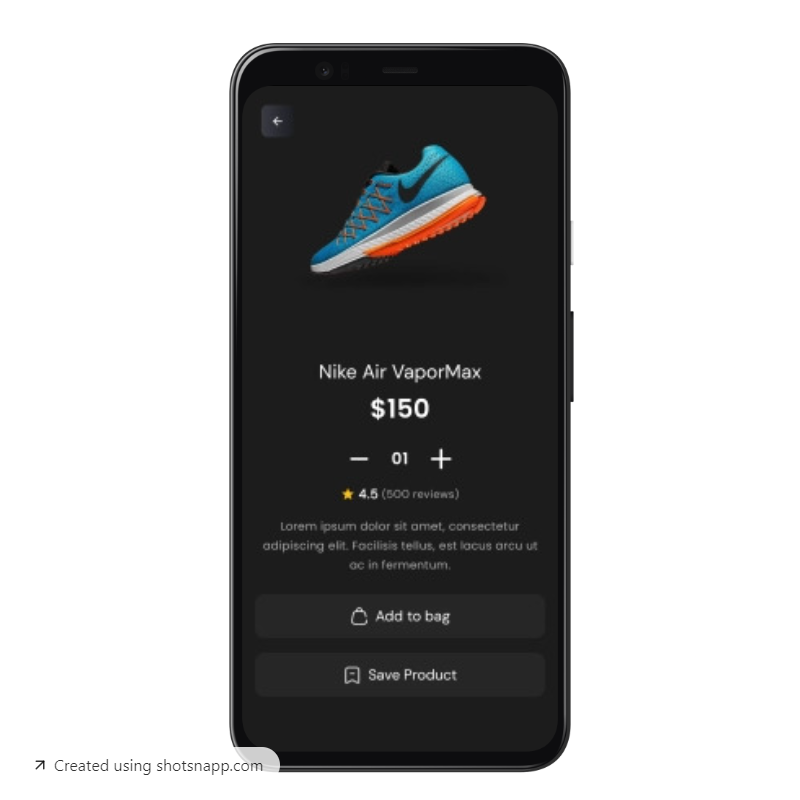 Nike Air VaporMax
$150
01
4.5 (500 reviews)
Lorem ipsum dolor sit amet, consectetur
adipiscing elit. Facilisis tellus, est lacus arcu ut
ac in fermentum.
Add to bag
Save Product
Created using shotsnapp.com